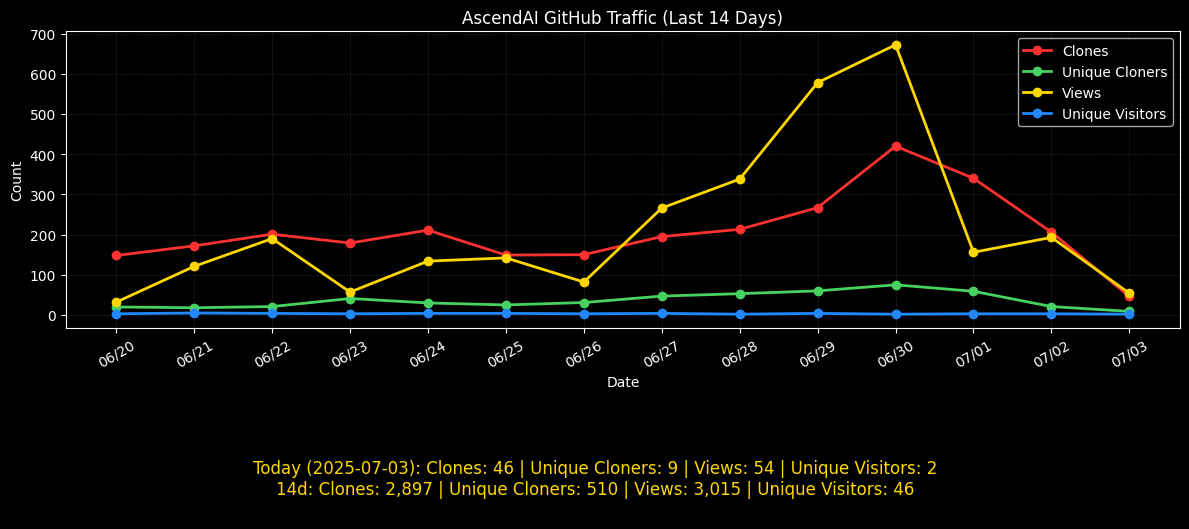 AscendAI GitHub Traffic (Last 14 Days)
700
600
500
400
300
200
100
0
Count
Clones
Unique Cloners
Views
Unique Visitors
06/20
06/21
06/22
06/23
06/24
06/25
06/26
06/27
06/28
06/29
06/30
07/01
07/02
07/03
Date
Today (2025-07-03): Clones: 46 | Unique Cloners: 9 | Views: 54 | Unique Visitors: 2
14d: Clones: 2,897 | Unique Cloners: 510 | Views: 3,015 | Unique Visitors: 46